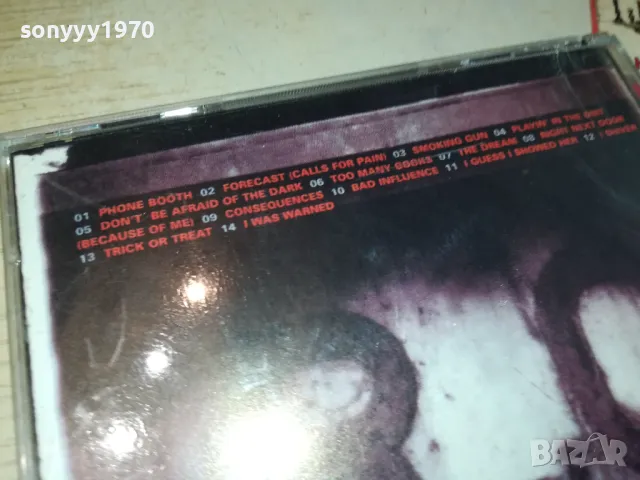 sonyyy1970
01 PHONE BOOTH 02 FORECAST (CALLS FOR PAIN) 03 SMOKING GUN 04 PLAYIN' IN THE DIRT
05 DON'T' BE AFRAID OF THE DARK 06 TOO MANY COOKS 07 THE DREAM 08 RIGHT NEXT DOOR
(BECAUSE OF ME) 09 CONSEQUENCES 10 BAD INFLUENCE 11 I GUESS I SHOWED HER 12 I SHIVER
13 TRICK OR TREAT 14 I WAS WARNED
BAZAR